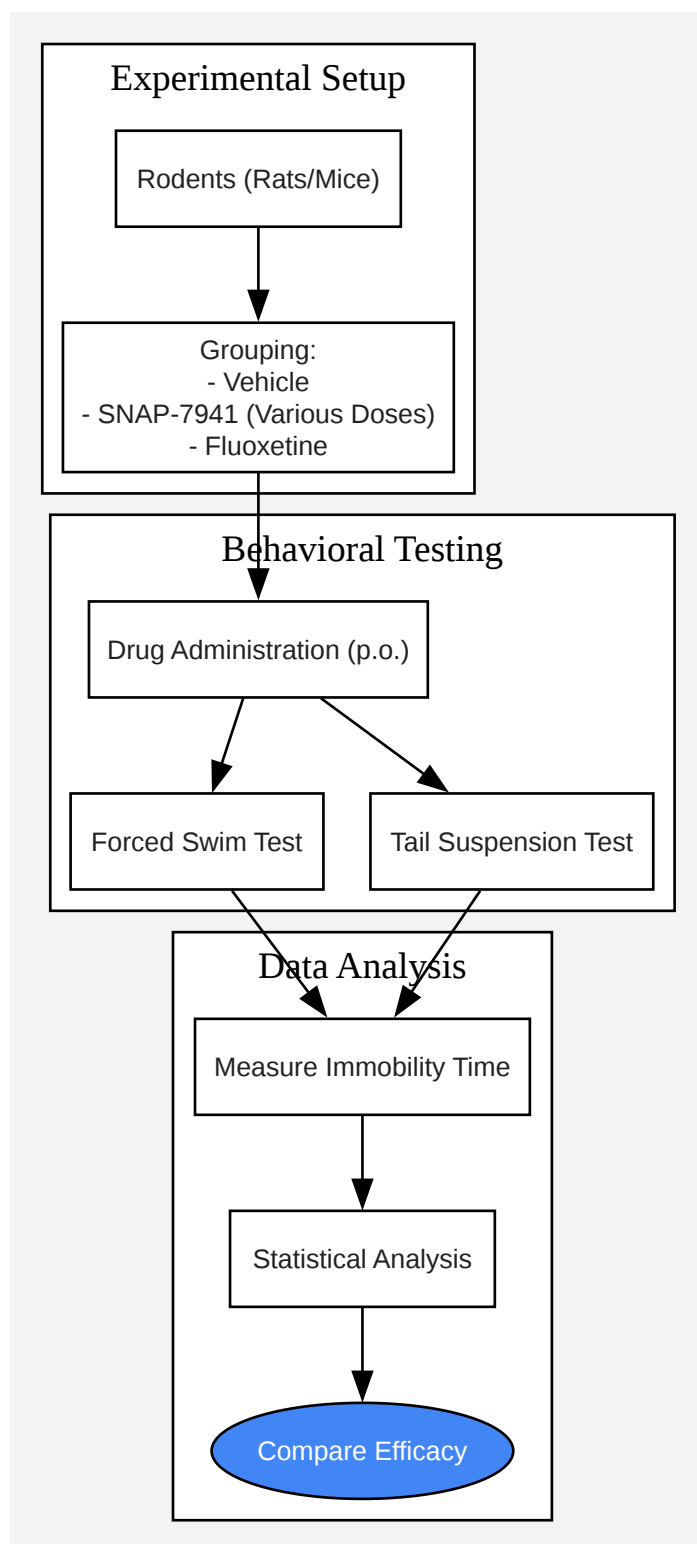 Experimental Setup
Rodents (Rats/Mice)
Grouping:
- Vehicle
- SNAP-7941 (Various Doses)
- Fluoxetine
Behavioral Testing
Drug Administration (p.o.)
Forced Swim Test
Tail Suspension Test
Data Analysis
Measure Immobility Time
Statistical Analysis
Compare Efficacy